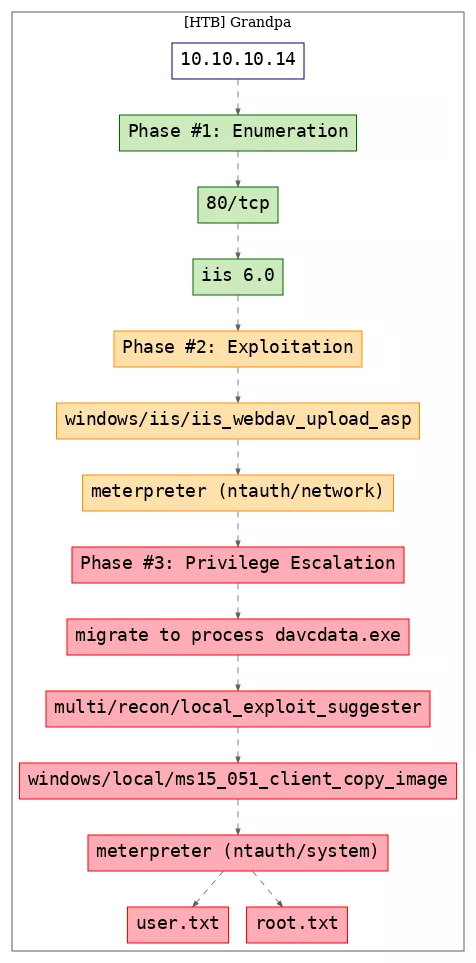 [HTB] Grandpa
10.10.10.14
Phase #1: Enumeration
80/tcp
iis 6.0
Phase #2: Exploitation
windows/iis/iis_webdav_upload_asp
meterpreter (ntauth/network)
Phase #3: Privilege Escalation
migrate to process davcdata.exe
multi/recon/local_exploit_suggester
windows/local/ms15_051_client_copy_image
meterpreter (ntauth/system)
user.txt
root.txt